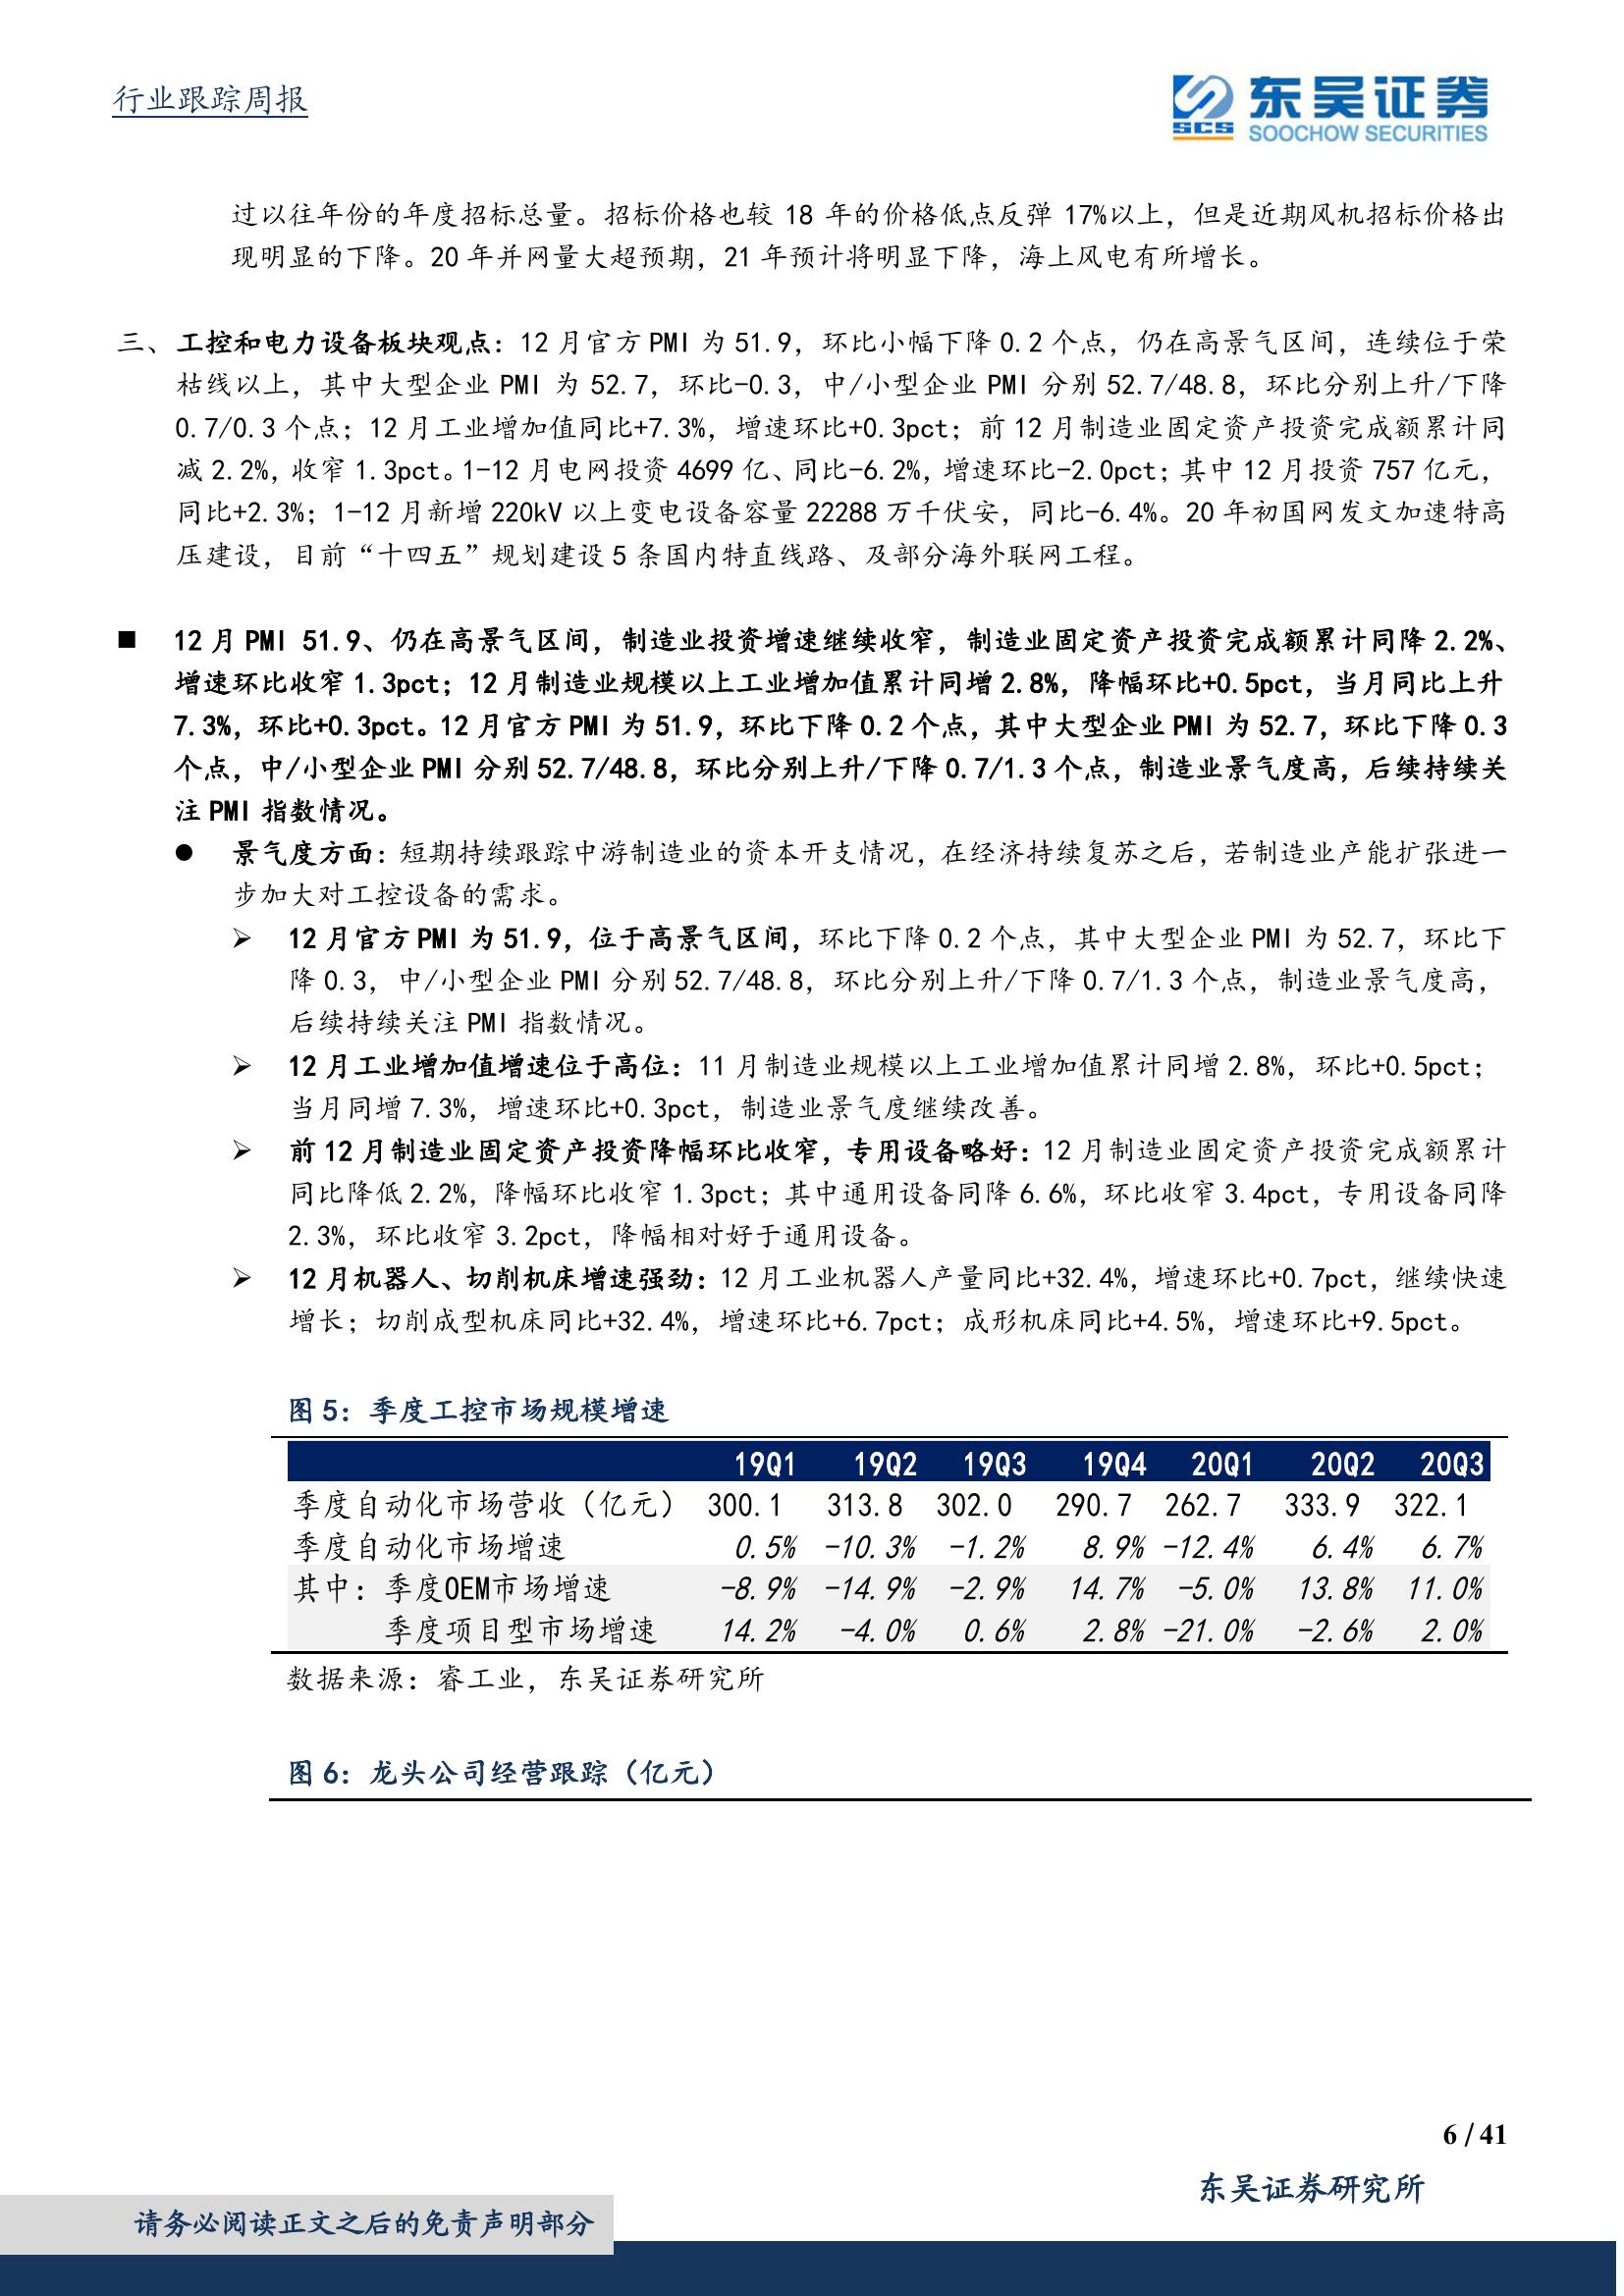 行业跟踪周报
东吴证券
SCS
SOOCHOW SECURITIES
过以往年份的年度招标总量。招标价格也较 18 年的价格低点反弹 17%以上，但是近期风机招标价格出
现明显的下降。20 年并网量大超预期，21 年预计将明显下降，海上风电有所增长。
三、工控和电力设备板块观点：12 月官方 PMI 为 51.9，环比小幅下降 0.2 个点，仍在高景气区间，连续位于荣
枯线以上，其中大型企业 PMI 为 52.7，环比-0.3，中/小型企业 PMI 分别 52.7/48.8，环比分别上升/下降
0.7/0.3 个点；12 月工业增加值同比+7.3%，增速环比+0.3pct；前 12 月制造业固定资产投资完成额累计同
减 2.2%，收窄 1.3pct。1-12 月电网投资 4699 亿、同比-6.2%，增速环比-2.0pct；其中 12 月投资 757 亿元，
同比+2.3%；1-12 月新增 220kV 以上变电设备容量 22288 万千伏安，同比-6.4%。20 年初国网发文加速特高
压建设，目前“十四五”规划建设 5 条国内特直线路、及部分海外联网工程。
■ 12 月 PMI 51.9、仍在高景气区间，制造业投资增速继续收窄，制造业固定资产投资完成额累计同降 2.2%、
增速环比收窄 1.3pct；12 月制造业规模以上工业增加值累计同增 2.8%，降幅环比+0.5pct，当月同比上升
7.3%，环比+0.3pct。12 月官方 PMI 为 51.9，环比下降 0.2 个点，其中大型企业 PMI 为 52.7，环比下降 0.3
个点，中/小型企业 PMI 分别 52.7/48.8，环比分别上升/下降 0.7/1.3 个点，制造业景气度高，后续持续关
注 PMI 指数情况。
● 景气度方面：短期持续跟踪中游制造业的资本开支情况，在经济持续复苏之后，若制造业产能扩张进一
步加大对工控设备的需求。
➢ 12 月官方 PMI 为 51.9，位于高景气区间，环比下降 0.2 个点，其中大型企业 PMI 为 52.7，环比下
降 0.3，中/小型企业 PMI 分别 52.7/48.8，环比分别上升/下降 0.7/1.3 个点，制造业景气度高，
后续持续关注 PMI 指数情况。
➢ 12 月工业增加值增速位于高位：11 月制造业规模以上工业增加值累计同增 2.8%，环比+0.5pct；
当月同增 7.3%，增速环比+0.3pct，制造业景气度继续改善。
➢ 前 12 月制造业固定资产投资降幅环比收窄，专用设备略好：12 月制造业固定资产投资完成额累计
同比降低 2.2%，降幅环比收窄 1.3pct；其中通用设备同降 6.6%，环比收窄 3.4pct，专用设备同降
2.3%，环比收窄 3.2pct，降幅相对好于通用设备。
➢ 12 月机器人、切削机床增速强劲：12 月工业机器人产量同比+32.4%，增速环比+0.7pct，继续快速
增长；切削成型机床同比+32.4%，增速环比+6.7pct；成形机床同比+4.5%，增速环比+9.5pct。
图 5：季度工控市场规模增速
19Q1 19Q2 19Q3 19Q4 20Q1 20Q2 20Q3
季度自动化市场营收（亿元） 300.1 313.8 302.0 290.7 262.7 333.9 322.1
季度自动化市场增速 0.5% -10.3% -1.2% 8.9% -12.4% 6.4% 6.7%
其中：季度OEM市场增速 -8.9% -14.9% -2.9% 14.7% -5.0% 13.8% 11.0%
季度项目型市场增速 14.2% -4.0% 0.6% 2.8% -21.0% -2.6% 2.0%
数据来源：睿工业，东吴证券研究所
图 6：龙头公司经营跟踪（亿元）
6 / 41
东吴证券研究所
请务必阅读正文之后的免责声明部分